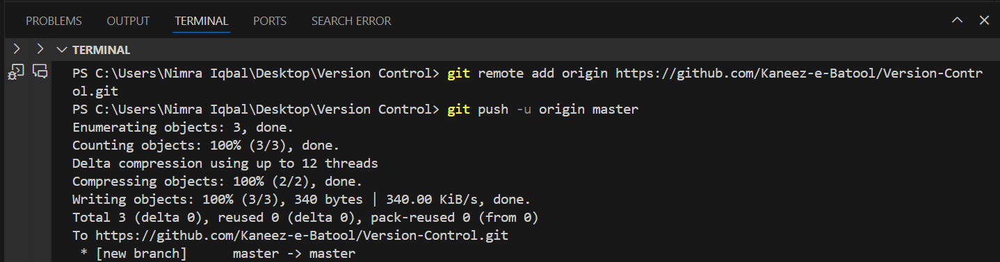 PROBLEMS OUTPUT TERMINAL PORTS SEARCH ERROR
TERMINAL
PS C:\Users\Nimra Iqbal\Desktop\Version Control> git remote add origin https://github.com/Kaneez-e-Batool/Version-Contr
ol.git
PS C:\Users\Nimra Iqbal\Desktop\Version Control> git push -u origin master
Enumerating objects: 3, done.
Counting objects: 100% (3/3), done.
Delta compression using up to 12 threads
Compressing objects: 100% (2/2), done.
Writing objects: 100% (3/3), 340 bytes | 340.00 KiB/s, done.
Total 3 (delta 0), reused 0 (delta 0), pack-reused 0 (from 0)
To https://github.com/Kaneez-e-Batool/Version-Control.git
 * [new branch]      master -> master